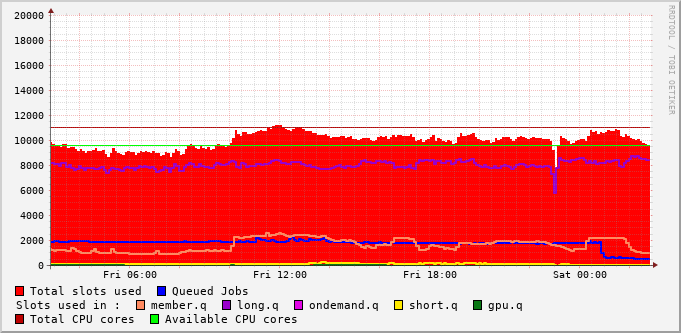 20000
18000
16000
14000
12000
10000
8000
6000
4000
2000
0
Fri 06:00 Fri 12:00 Fri 18:00 Sat 00:00
Total slots used Queued Jobs
Slots used in : member.q long.q ondemand.q short.q gpu.q
Total CPU cores Available CPU cores
RRDTOOL / TOBI OETIKER